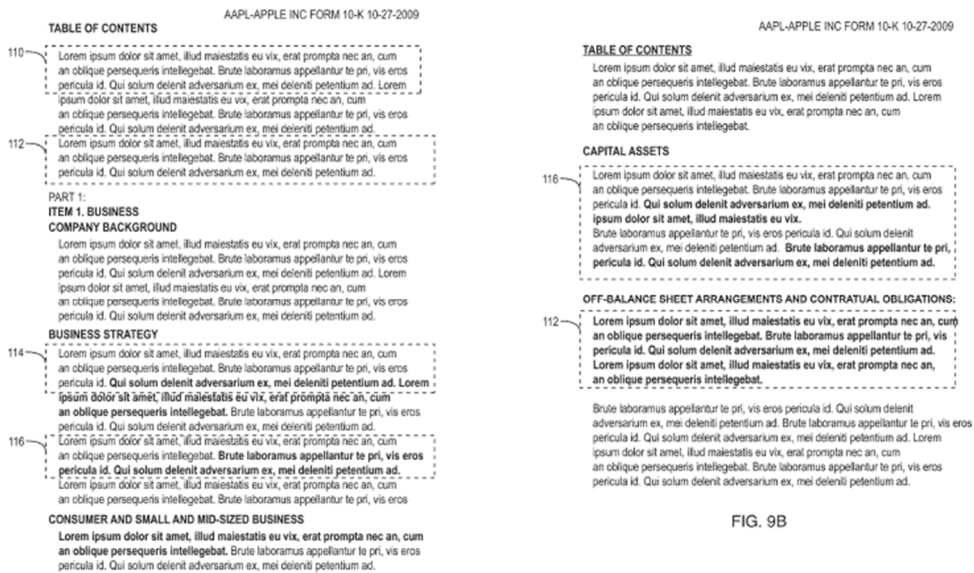 AAPL-APPLE INC FORM 10-K 10-27-2009
TABLE OF CONTENTS
110
Lorem ipsum dolor sit amet, illud maiestatis eu vix, erat prompta nec an, cum
an oblique persequeris intellegebat. Brute laboramus appellantur te pri, vis eros
pericula id. Qui solum delenit adversarium ex, mei deleniti petentium ad. Lorem
ipsum dolor sit amet, illud maiestatis eu vix, erat prompta nec an, cum
an oblique persequeris intellegebat. Brute laboramus appellantur te pri, vis eros
pericula id. Qui solum delenit adversarium ex, mei deleniti petentium ad.
112
Lorem ipsum dolor sit amet, illud maiestatis eu vix, erat prompta nec an, cum
an oblique persequeris intellegebat. Brute laboramus appellantur te pri, vis eros
pericula id. Qui solum delenit adversarium ex, mei deleniti petentium ad.
PART 1:
ITEM 1. BUSINESS
COMPANY BACKGROUND
Lorem ipsum dolor sit amet, illud maiestatis eu vix, erat prompta nec an, cum
an oblique persequeris intellegebat. Brute laboramus appellantur te pri, vis eros
pericula id. Qui solum delenit adversarium ex, mei deleniti petentium ad. Lorem
ipsum dolor sit amet, illud maiestatis eu vix, erat prompta nec an, cum
an oblique persequeris intellegebat. Brute laboramus appellantur te pri, vis eros
pericula id. Qui solum delenit adversarium ex, mei deleniti petentium ad.
BUSINESS STRATEGY
114
Lorem ipsum dolor sit amet, illud maiestatis eu vix, erat prompta nec an, cum
an oblique persequeris intellegebat. Brute laboramus appellantur te pri, vis eros
pericula id. Qui solum delenit adversarium ex, mei deleniti petentium ad. Lorem
ipsum dolor sit amet, illud maiestatis eu vix, erat prompta nec an, cum
an oblique persequeris intellegebat. Brute laboramus appellantur te pri, vis eros
116
Lorem ipsum dolor sit amet, illud maiestatis eu vix, erat prompta nec an, cum
an oblique persequeris intellegebat. Brute laboramus appellantur te pri, vis eros
pericula id. Qui solum delenit adversarium ex, mei deleniti petentium ad.
Lorem ipsum dolor sit amet, illud maiestatis eu vix, erat prompta nec an, cum
an oblique persequeris intellegebat. Brute laboramus appellantur te pri, vis eros
CONSUMER AND SMALL AND MID-SIZED BUSINESS
Lorem ipsum dolor sit amet, illud maiestatis eu vix, erat prompta nec an, cum
an oblique persequeris intellegebat. Brute laboramus appellantur te pri, vis eros
pericula id. Qui solum delenit adversarium ex, mei deleniti petentium ad.
AAPL-APPLE INC FORM 10-K 10-27-2009
TABLE OF CONTENTS
Lorem ipsum dolor sit amet, illud maiestatis eu vix, erat prompta nec an, cum
an oblique persequeris intellegebat. Brute laboramus appellantur te pri, vis eros
pericula id. Qui solum delenit adversarium ex, mei deleniti petentium ad. Lorem
ipsum dolor sit amet, illud maiestatis eu vix, erat prompta nec an, cum
an oblique persequeris intellegebat.
CAPITAL ASSETS
116
Lorem ipsum dolor sit amet, illud maiestatis eu vix, erat prompta nec an, cum
an oblique persequeris intellegebat. Brute laboramus appellantur te pri, vis eros
pericula id. Qui solum delenit adversarium ex, mei deleniti petentium ad.
ipsum dolor sit amet, illud maiestatis eu vix.
Brute laboramus appellantur te pri, vis eros pericula id. Qui solum delenit
adversarium ex, mei deleniti petentium ad. Brute laboramus appellantur te pri,
pericula id. Qui solum delenit adversarium ex, mei deleniti petentium ad.
OFF-BALANCE SHEET ARRANGEMENTS AND CONTRATUAL OBLIGATIONS:
112
Lorem ipsum dolor sit amet, illud maiestatis eu vix, erat prompta nec an, cum
an oblique persequeris intellegebat. Brute laboramus appellantur te pri, vis
pericula id. Qui solum delenit adversarium ex, mei deleniti petentium ad.
Lorem ipsum dolor sit amet, illud maiestatis eu vix, erat prompta nec an,
an oblique persequeris intellegebat.
Brute laboramus appellantur te pri, vis eros pericula id. Qui solum delenit
adversarium ex, mei deleniti petentium ad. Brute laboramus appellantur te pri, vis eros
pericula id. Qui solum delenit adversarium ex, mei deleniti petentium ad. Lorem
ipsum dolor sit amet, illud maiestatis eu vix, erat prompta nec an, cum
an oblique persequeris intellegebat. Brute laboramus appellantur te pri, vis eros
pericula id. Qui solum delenit adversarium ex, mei deleniti petentium ad.
FIG. 9B